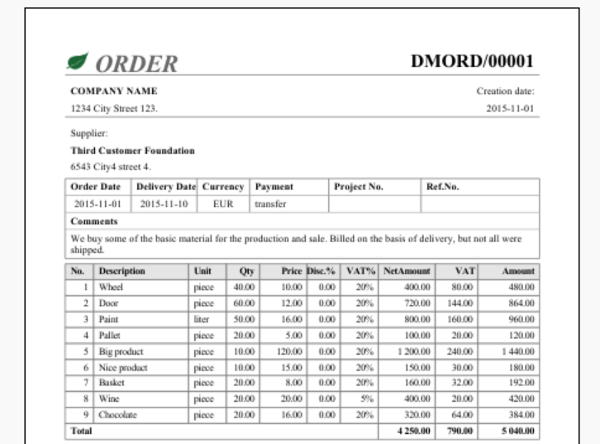 ORDER DMORD/00001
COMPANY NAME Creation date:
1234 City Street 123. 2015-11-01
Supplier:
Third Customer Foundation
6543 City4 street 4.
Order Date Delivery Date Currency Payment Project No. Ref.No.
2015-11-01 2015-11-10 EUR transfer
Comments
We buy some of the basic material for the production and sale. Billed on the basis of delivery, but not all were
shipped.
No. Description Unit Qty Price Disc.% VAT% NetAmount VAT Amount
1 Wheel piece 40.00 10.00 0.00 20% 400.00 80.00 480.00
2 Door piece 60.00 12.00 0.00 20% 720.00 144.00 864.00
3 Paint liter 50.00 16.00 0.00 20% 800.00 160.00 960.00
4 Pallet piece 20.00 5.00 0.00 20% 100.00 20.00 120.00
5 Big product piece 10.00 120.00 0.00 20% 1 200.00 240.00 1 440.00
6 Nice product piece 10.00 15.00 0.00 20% 150.00 30.00 180.00
7 Basket piece 20.00 8.00 0.00 20% 160.00 32.00 192.00
8 Wine piece 20.00 20.00 0.00 5% 400.00 20.00 420.00
9 Chocolate piece 20.00 16.00 0.00 20% 320.00 64.00 384.00
Total 4 250.00 790.00 5 040.00